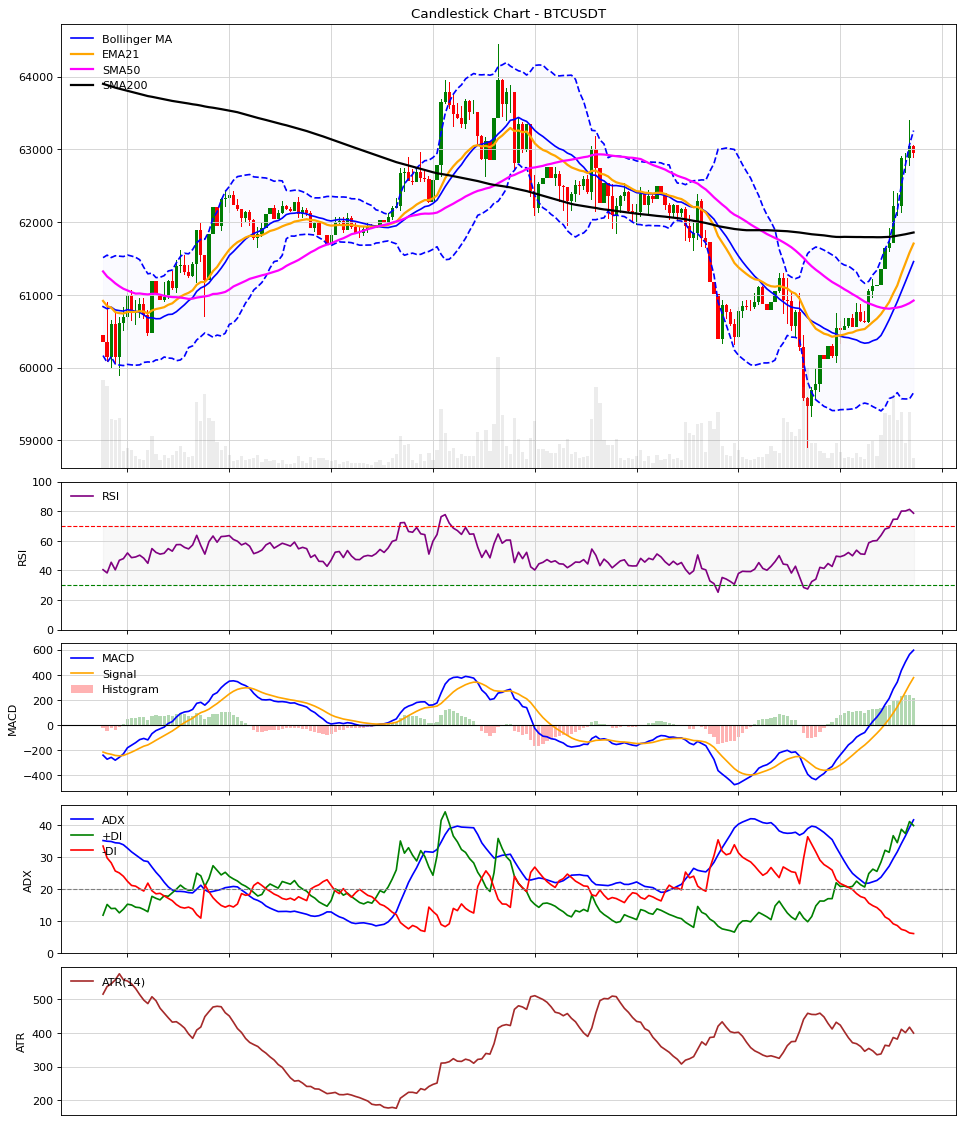 Candlestick Chart - BTCUSDT
Bollinger MA
EMA21
SMA50
SMA200
64000
63000
62000
61000
60000
59000
RSI
100
80
60
40
20
0
RSI
MACD
Signal
Histogram
600
400
200
0
−200
−400
MACD
ADX
+DI
-DI
40
30
20
10
0
ADX
ATR(14)
500
400
300
200
ATR